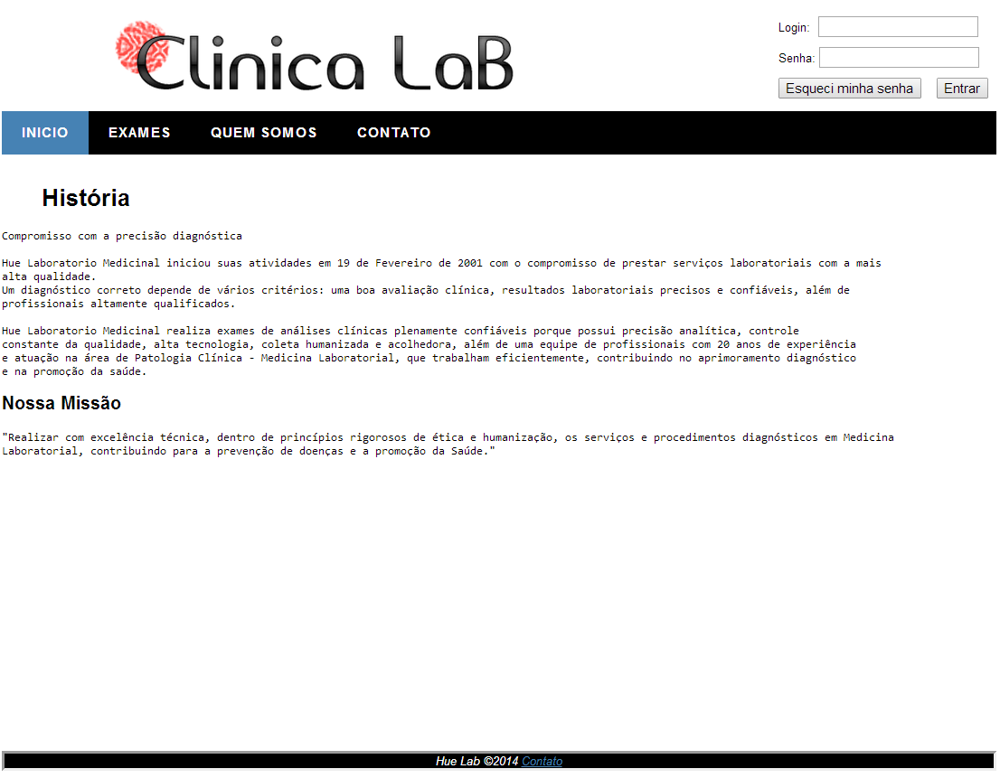 Clinica LaB
Login:
Senha:
Esqueci minha senha Entrar
INICIO EXAMES QUEM SOMOS CONTATO
História
Compromisso com a precisão diagnóstica
Hue Laboratorio Medicinal iniciou suas atividades em 19 de Fevereiro de 2001 com o compromisso de prestar serviços laboratoriais com a mais
alta qualidade.
Um diagnóstico correto depende de vários critérios: uma boa avaliação clínica, resultados laboratoriais precisos e confiáveis, além de
profissionais altamente qualificados.
Hue Laboratorio Medicinal realiza exames de análises clínicas plenamente confiáveis porque possui precisão analítica, controle
constante da qualidade, alta tecnologia, coleta humanizada e acolhedora, além de uma equipe de profissionais com 20 anos de experiência
e atuação na área de Patologia Clínica - Medicina Laboratorial, que trabalham eficientemente, contribuindo no aprimoramento diagnóstico
e na promoção da saúde.
Nossa Missão
"Realizar com excelência técnica, dentro de princípios rigorosos de ética e humanização, os serviços e procedimentos diagnósticos em Medicina
Laboratorial, contribuindo para a prevenção de doenças e a promoção da Saúde."
Hue Lab ©2014 Contato